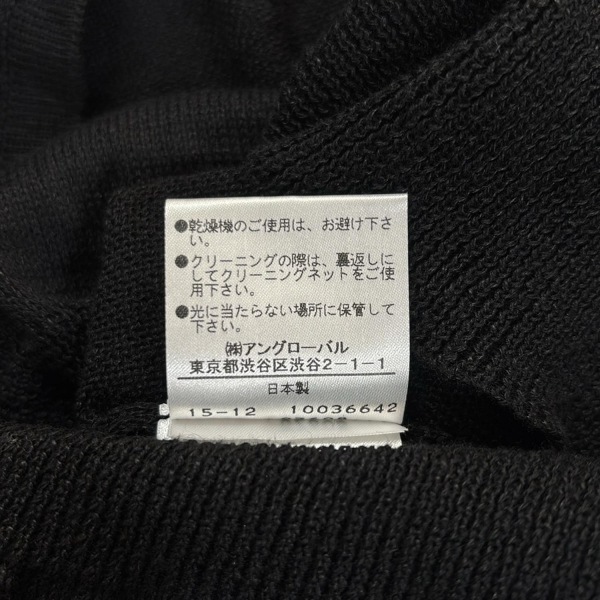 ●乾燥機のご使用は、お避け下さ
い。
●クリーニングの際は、裏返しに
してクリーニングネットをご使
用下さい。
●光に当たらない場所に保管して
下さい。
㈱アングローバル
東京都渋谷区渋谷2-1-1
日本製
15-12 10036642